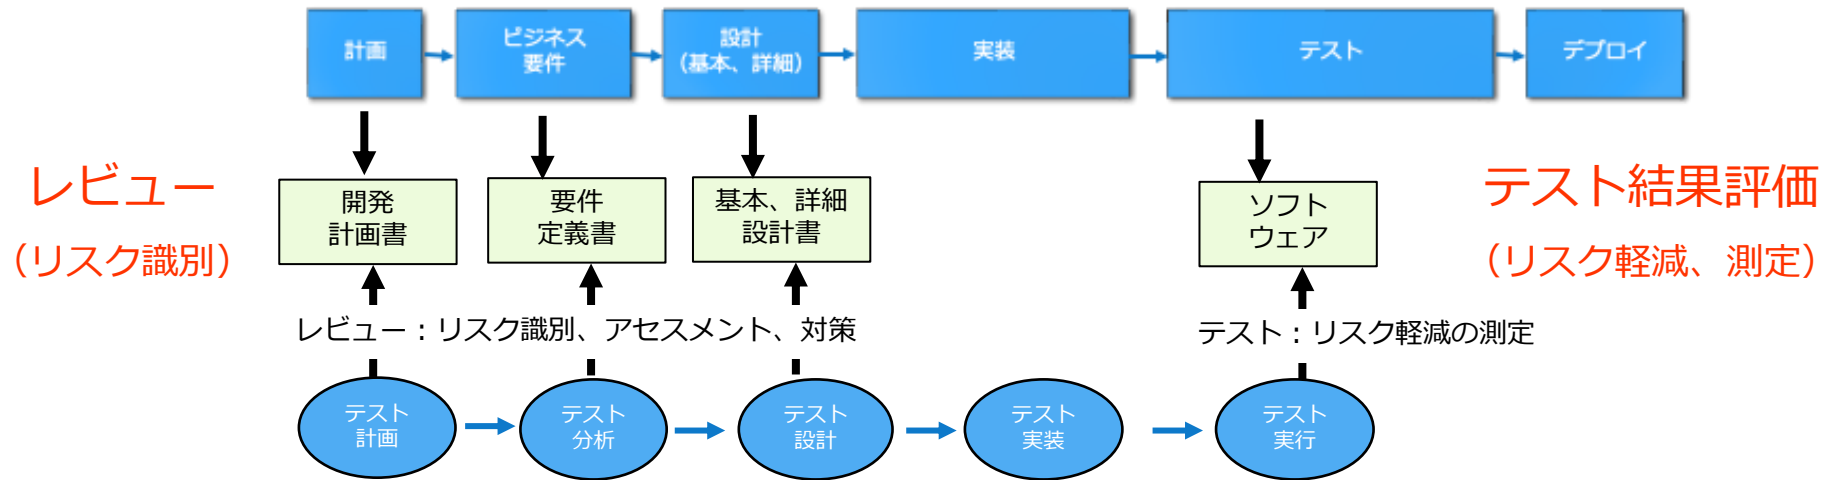 計画
ビジネス
要件
設計
（基本、詳細）
実装
テスト
デプロイ
レビュー
（リスク識別）
開発
計画書
要件
定義書
基本、詳細
設計書
ソフト
ウェア
テスト結果評価
（リスク軽減、測定）
レビュー：リスク識別、アセスメント、対策
テスト：リスク軽減の測定
テスト
計画
テスト
分析
テスト
設計
テスト
実装
テスト
実行